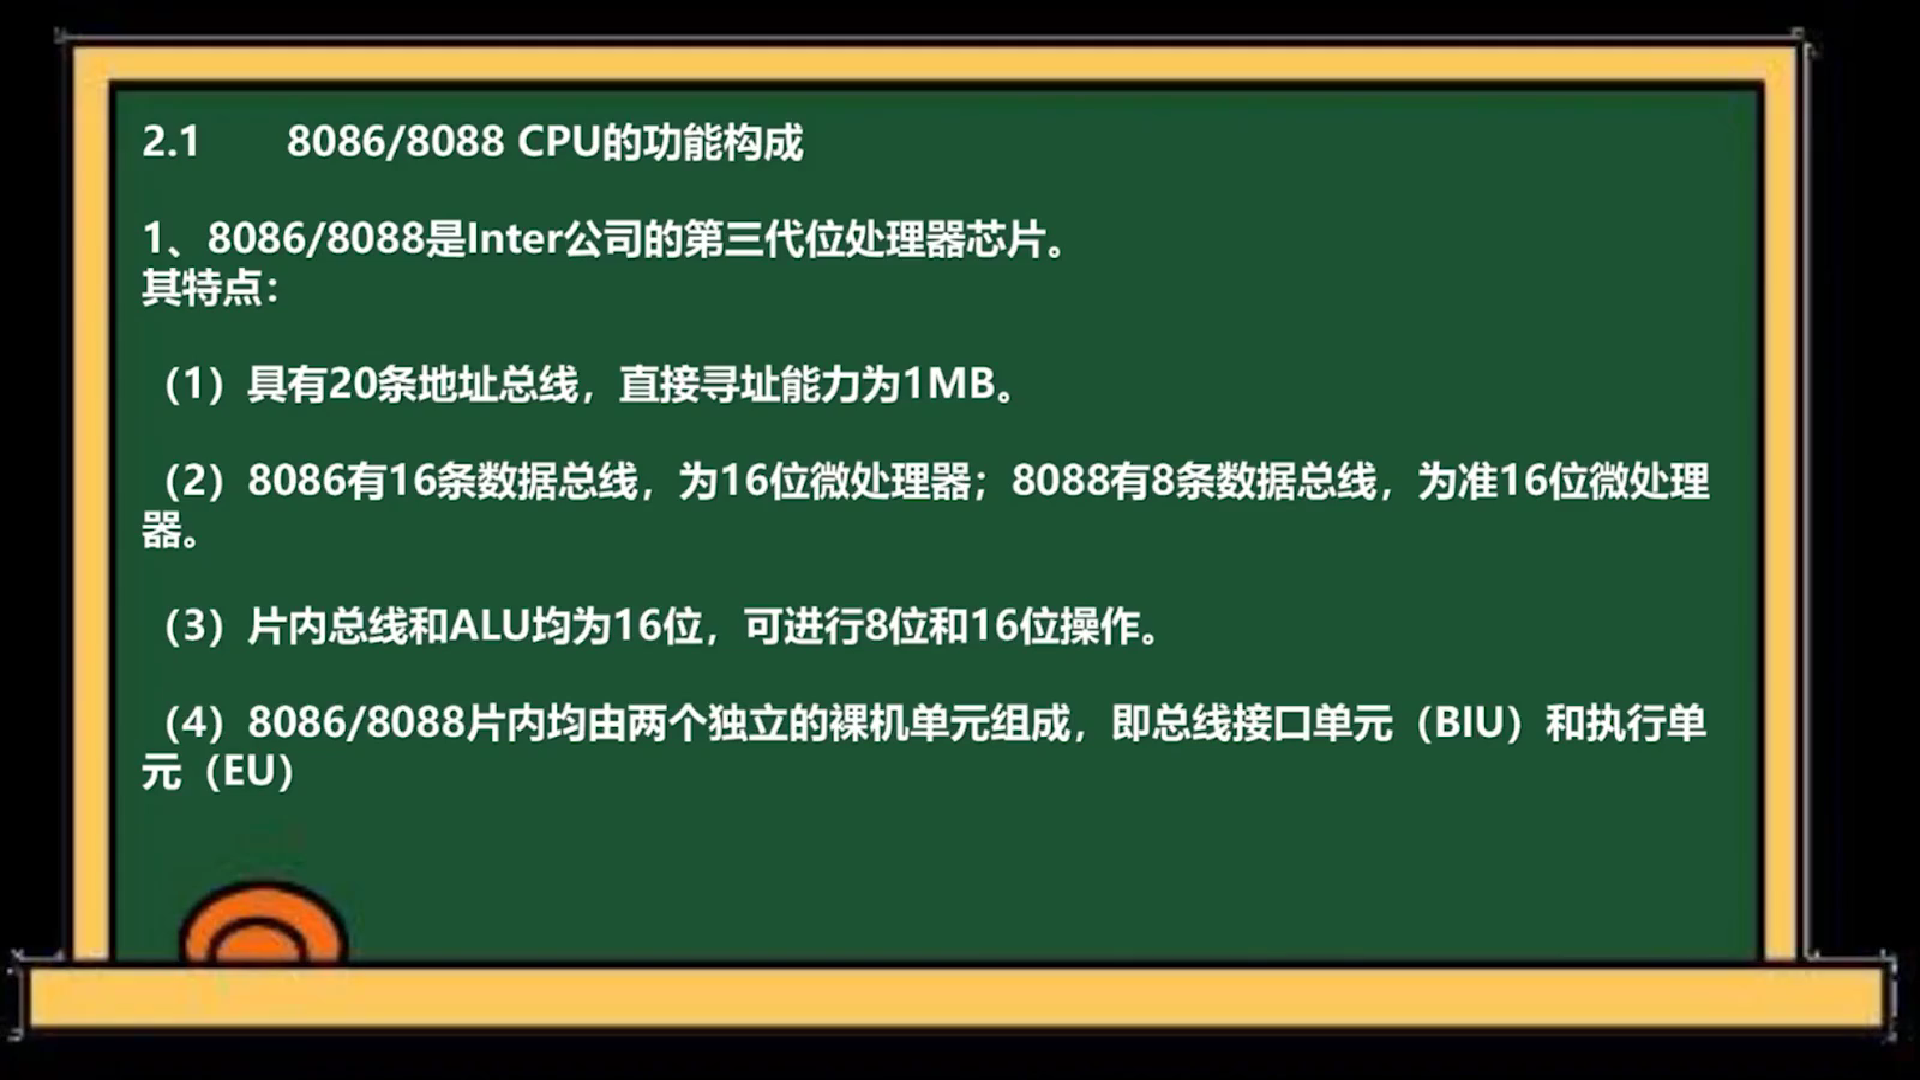 2.1 8086/8088 CPU的功能构成
1、8086/8088是Inter公司的第三代位处理器芯片。
其特点：
（1）具有20条地址总线，直接寻址能力为1MB。
（2）8086有16条数据总线，为16位微处理器；8088有8条数据总线，为准16位微处理
器。
（3）片内总线和ALU均为16位，可进行8位和16位操作。
（4）8086/8088片内均由两个独立的裸机单元组成，即总线接口单元（BIU）和执行单
元（EU）